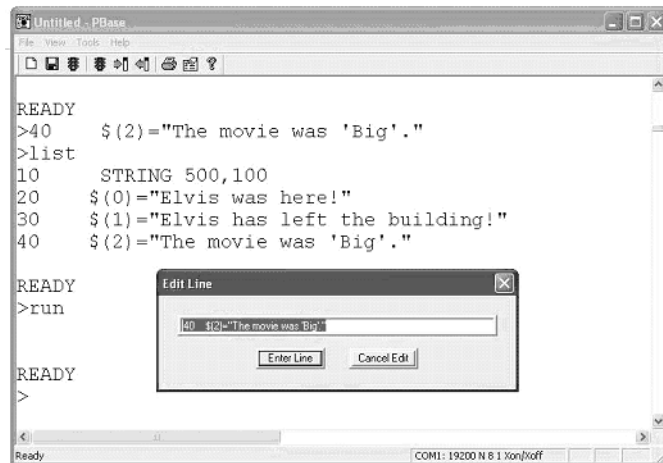 Untitled - PBase
File View Tools Help
READY
>40 $(2)="The movie was 'Big'."
>list
10 STRING 500,100
20 $(0)="Elvis was here!"
30 $(1)="Elvis has left the building!"
40 $(2)="The movie was 'Big'."
READY
>run
READY
>
Edit Line
40 $(2)="The movie was 'Big'."
Enter Line Cancel Edit
Ready COM1: 19200 N 8 1 Xon/Xoff